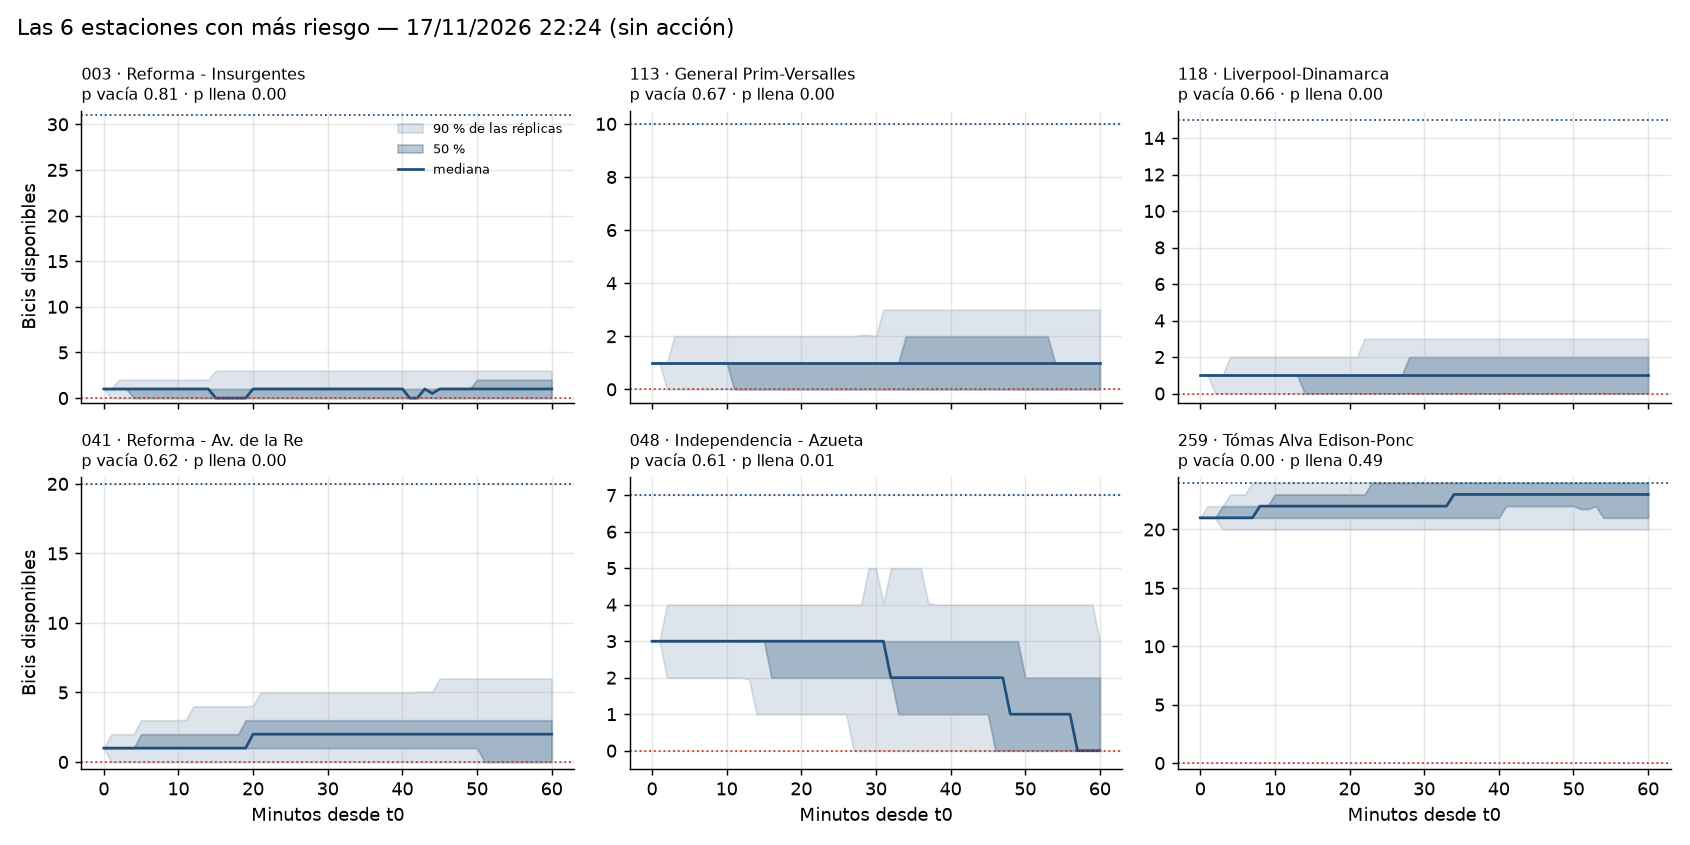 Las 6 estaciones con más riesgo — 17/11/2026 22:24 (sin acción)
003 · Reforma - Insurgentes
p vacía 0.81 · p llena 0.00
113 · General Prim-Versalles
p vacía 0.67 · p llena 0.00
118 · Liverpool-Dinamarca
p vacía 0.66 · p llena 0.00
Bicis disponibles
30
25
20
15
10
5
0
90 % de las réplicas
50 %
mediana
10
8
6
4
2
0
14
12
10
8
6
4
2
0
041 · Reforma - Av. de la Re
p vacía 0.62 · p llena 0.00
048 · Independencia - Azueta
p vacía 0.61 · p llena 0.01
259 · Tómas Alva Edison-Ponc
p vacía 0.00 · p llena 0.49
Bicis disponibles
20
15
10
5
0
7
6
5
4
3
2
1
0
20
15
10
5
0
0 10 20 30 40 50 60
0 10 20 30 40 50 60
0 10 20 30 40 50 60
Minutos desde t0
Minutos desde t0
Minutos desde t0